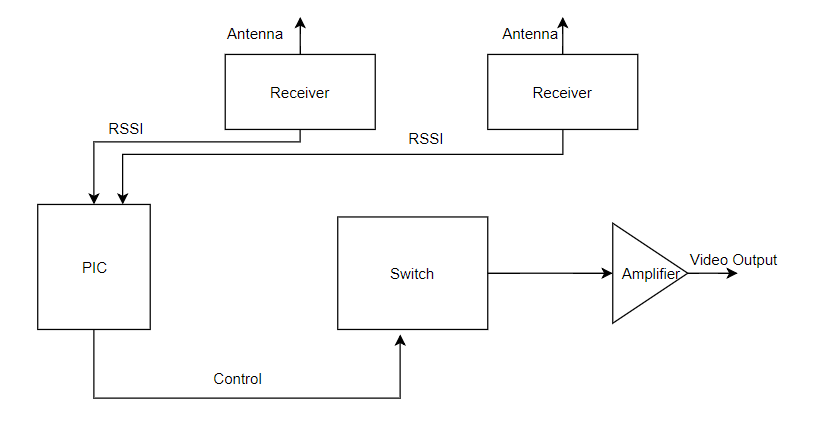 Antenna
Antenna
Receiver
Receiver
RSSI
RSSI
PIC
Switch
Amplifier
Video Output
Control